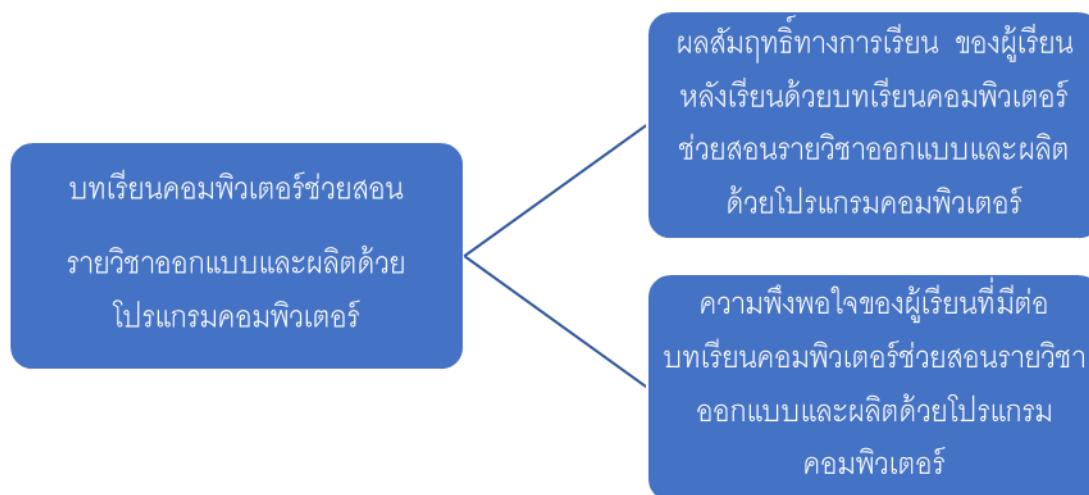 บทเรียนคอมพิวเตอร์ช่วยสอน
รายวิชาออกแบบและผลิตด้วย
โปรแกรมคอมพิวเตอร์
ผลสัมฤทธิ์ทางการเรียน ของผู้เรียน
หลังเรียนด้วยบทเรียนคอมพิวเตอร์
ช่วยสอนรายวิชาออกแบบและผลิต
ด้วยโปรแกรมคอมพิวเตอร์
ความพึงพอใจของผู้เรียนที่มีต่อ
บทเรียนคอมพิวเตอร์ช่วยสอนรายวิชา
ออกแบบและผลิตด้วยโปรแกรม
คอมพิวเตอร์